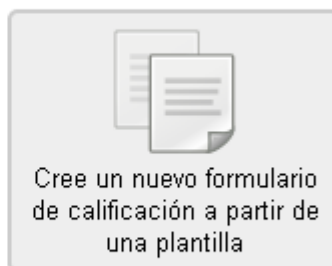 Cree un nuevo formulario
de calificación a partir de
una plantilla